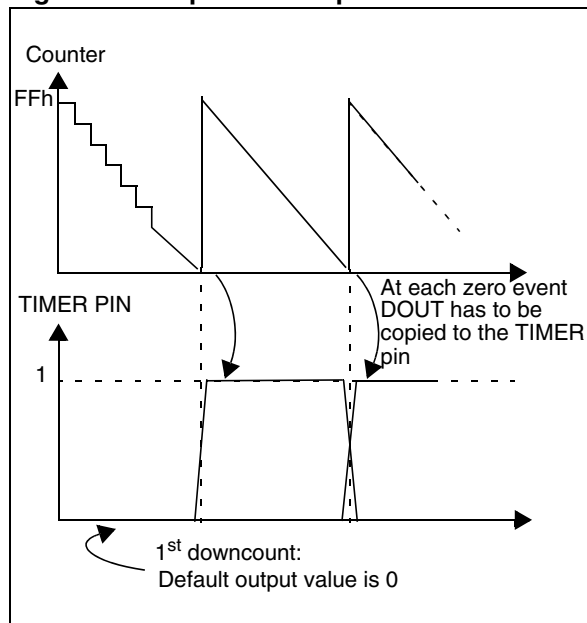 Counter
FFh
At each zero event
DOUT has to be
copied to the TIMER
pin
TIMER PIN
1
1st downcount:
Default output value is 0